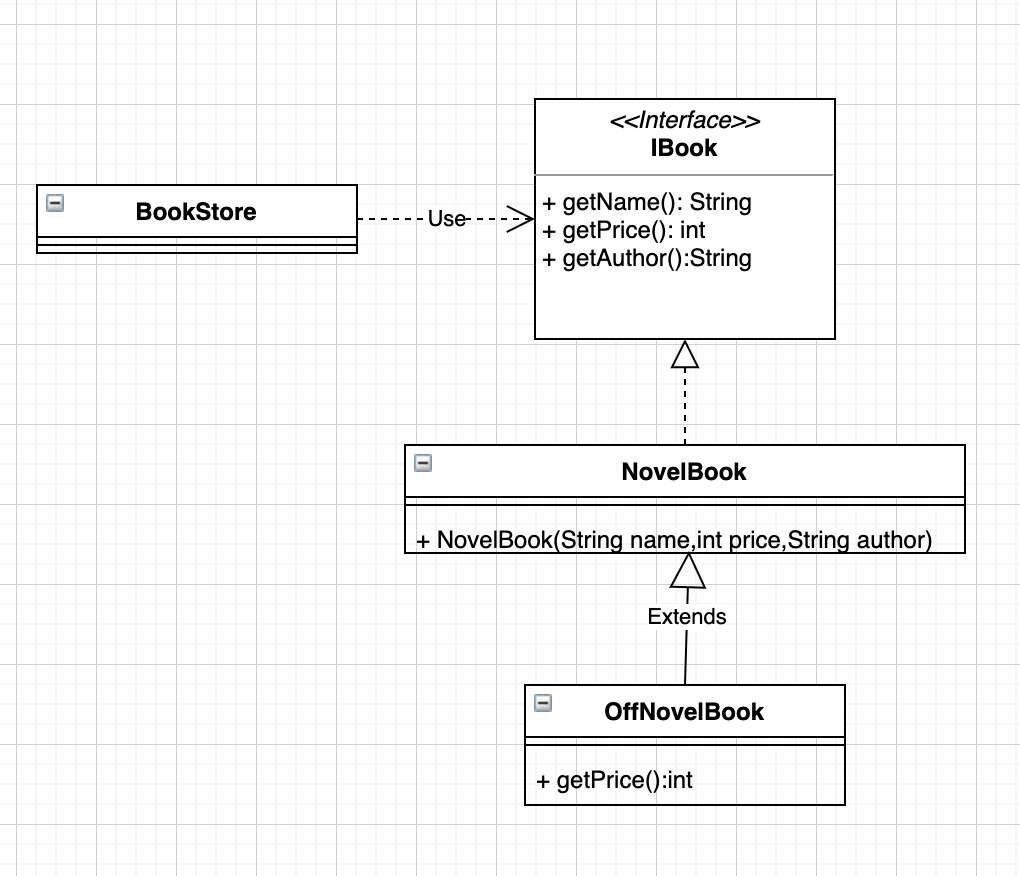 <<Interface>>
IBook
+ getName(): String
+ getPrice(): int
+ getAuthor():String
BookStore
Use
NovelBook
+ NovelBook(String name,int price,String author)
Extends
OffNovelBook
+ getPrice():int